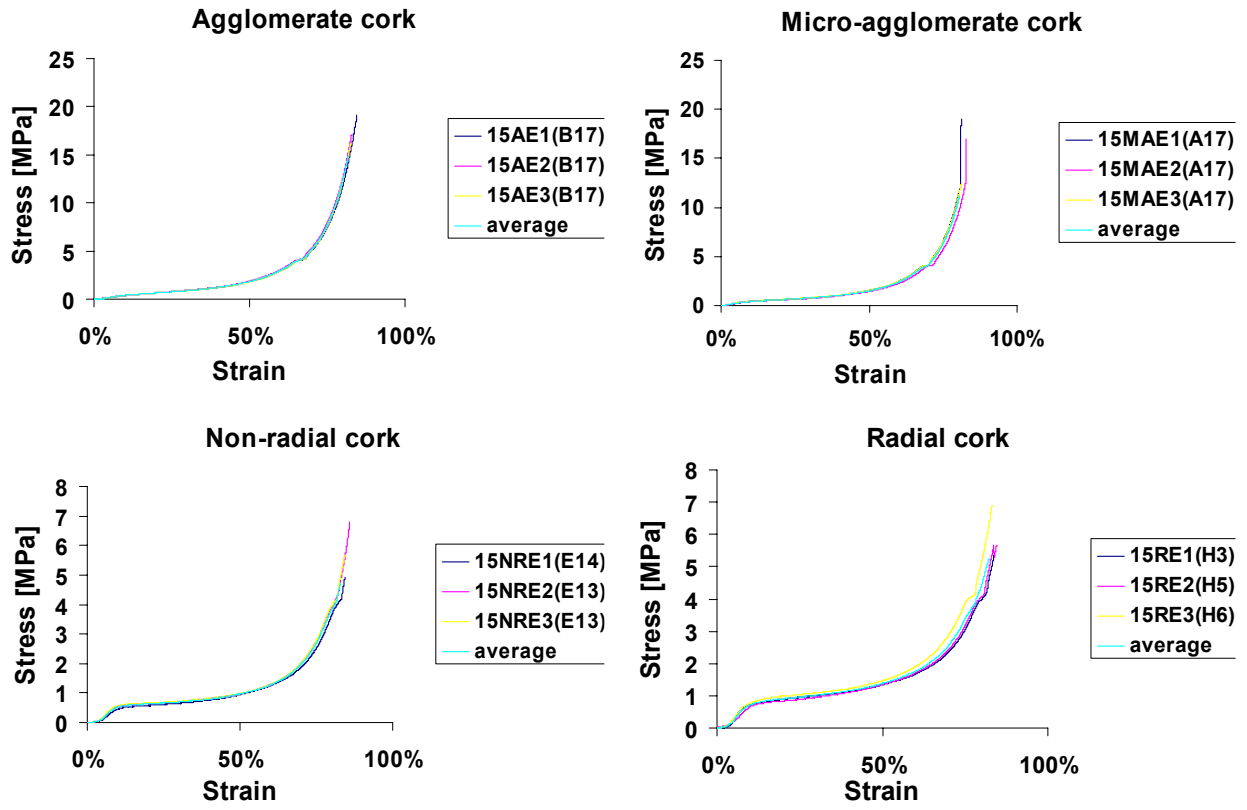 Agglomerate cork
Stress [MPa]
25
20
15
10
5
0
0%
50%
100%
Strain
15AE1(B17)
15AE2(B17)
15AE3(B17)
average
Micro-agglomerate cork
Stress [MPa]
25
20
15
10
5
0
0%
50%
100%
Strain
15MAE1(A17)
15MAE2(A17)
15MAE3(A17)
average
Non-radial cork
Stress [MPa]
8
7
6
5
4
3
2
1
0
0%
50%
100%
Strain
15NRE1(E14)
15NRE2(E13)
15NRE3(E13)
average
Radial cork
Stress [MPa]
8
7
6
5
4
3
2
1
0
0%
50%
100%
Strain
15RE1(H3)
15RE2(H5)
15RE3(H6)
average